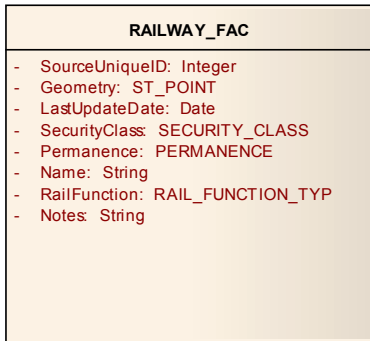 RAILWAY_FAC
- SourceUniqueID: Integer
- Geometry: ST_POINT
- LastUpdateDate: Date
- SecurityClass: SECURITY_CLASS
- Permanence: PERMANENCE
- Name: String
- RailFunction: RAIL_FUNCTION_TYP
- Notes: String